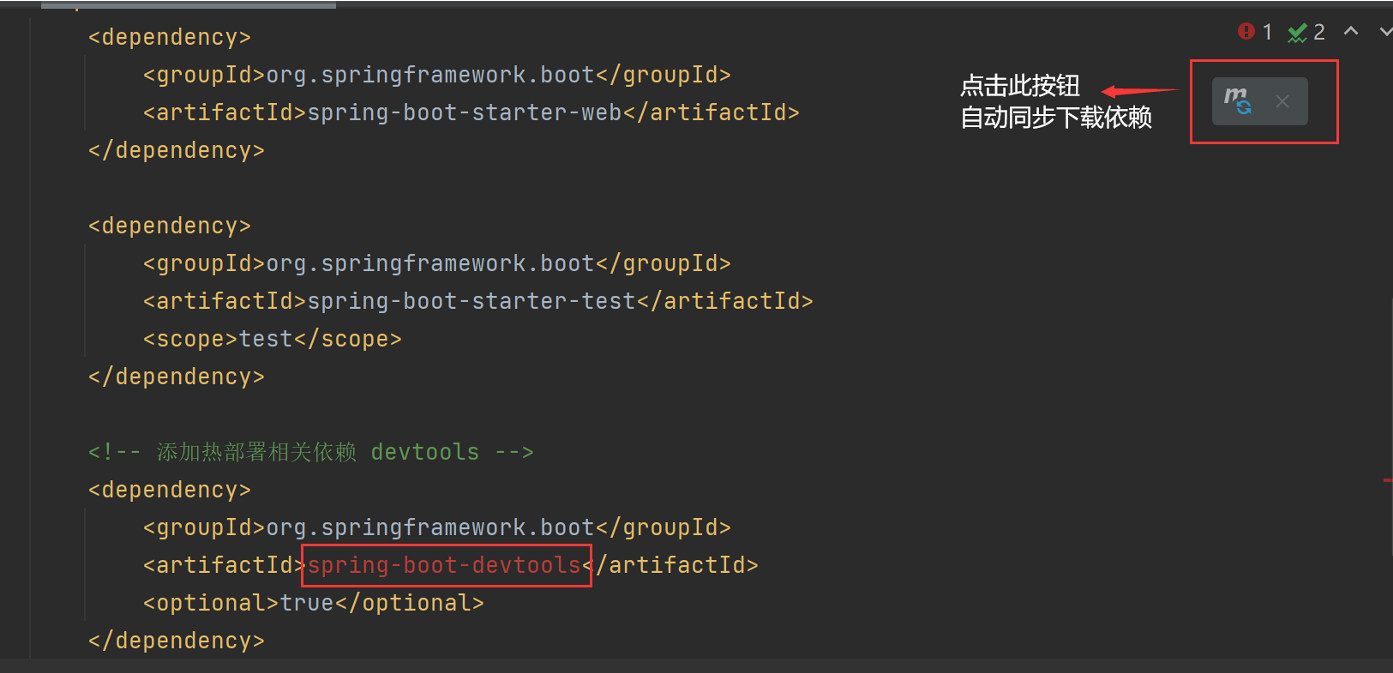 <dependency>
<groupId>org.springframework.boot</groupId>
<artifactId>spring-boot-starter-web</artifactId>
</dependency>
1 2
点击此按钮
自动同步下载依赖
m
<dependency>
<groupId>org.springframework.boot</groupId>
<artifactId>spring-boot-starter-test</artifactId>
<scope>test</scope>
</dependency>
<!-- 添加热部署相关依赖 devtools -->
<dependency>
<groupId>org.springframework.boot</groupId>
<artifactId>spring-boot-devtools</artifactId>
<optional>true</optional>
</dependency>